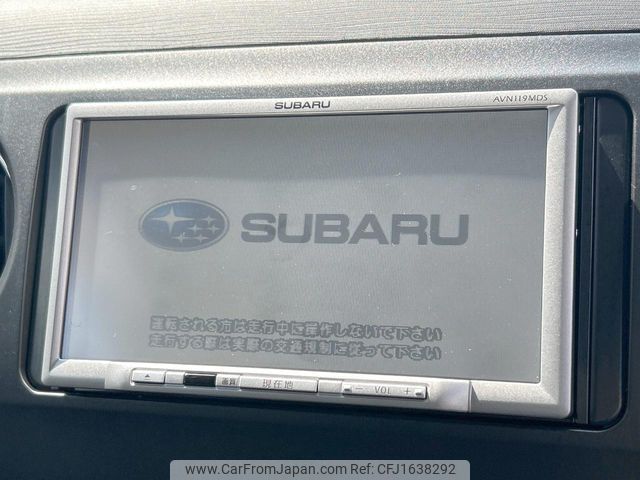 SUBARU AVN119MDS
SUBARU
運転される方は走行中に操作しないで下さい
走行する際は実際の交通規制に従って下さい
画質 現在地 − VOL +
www.CarFromJapan.com | REF No: CFJ1638292